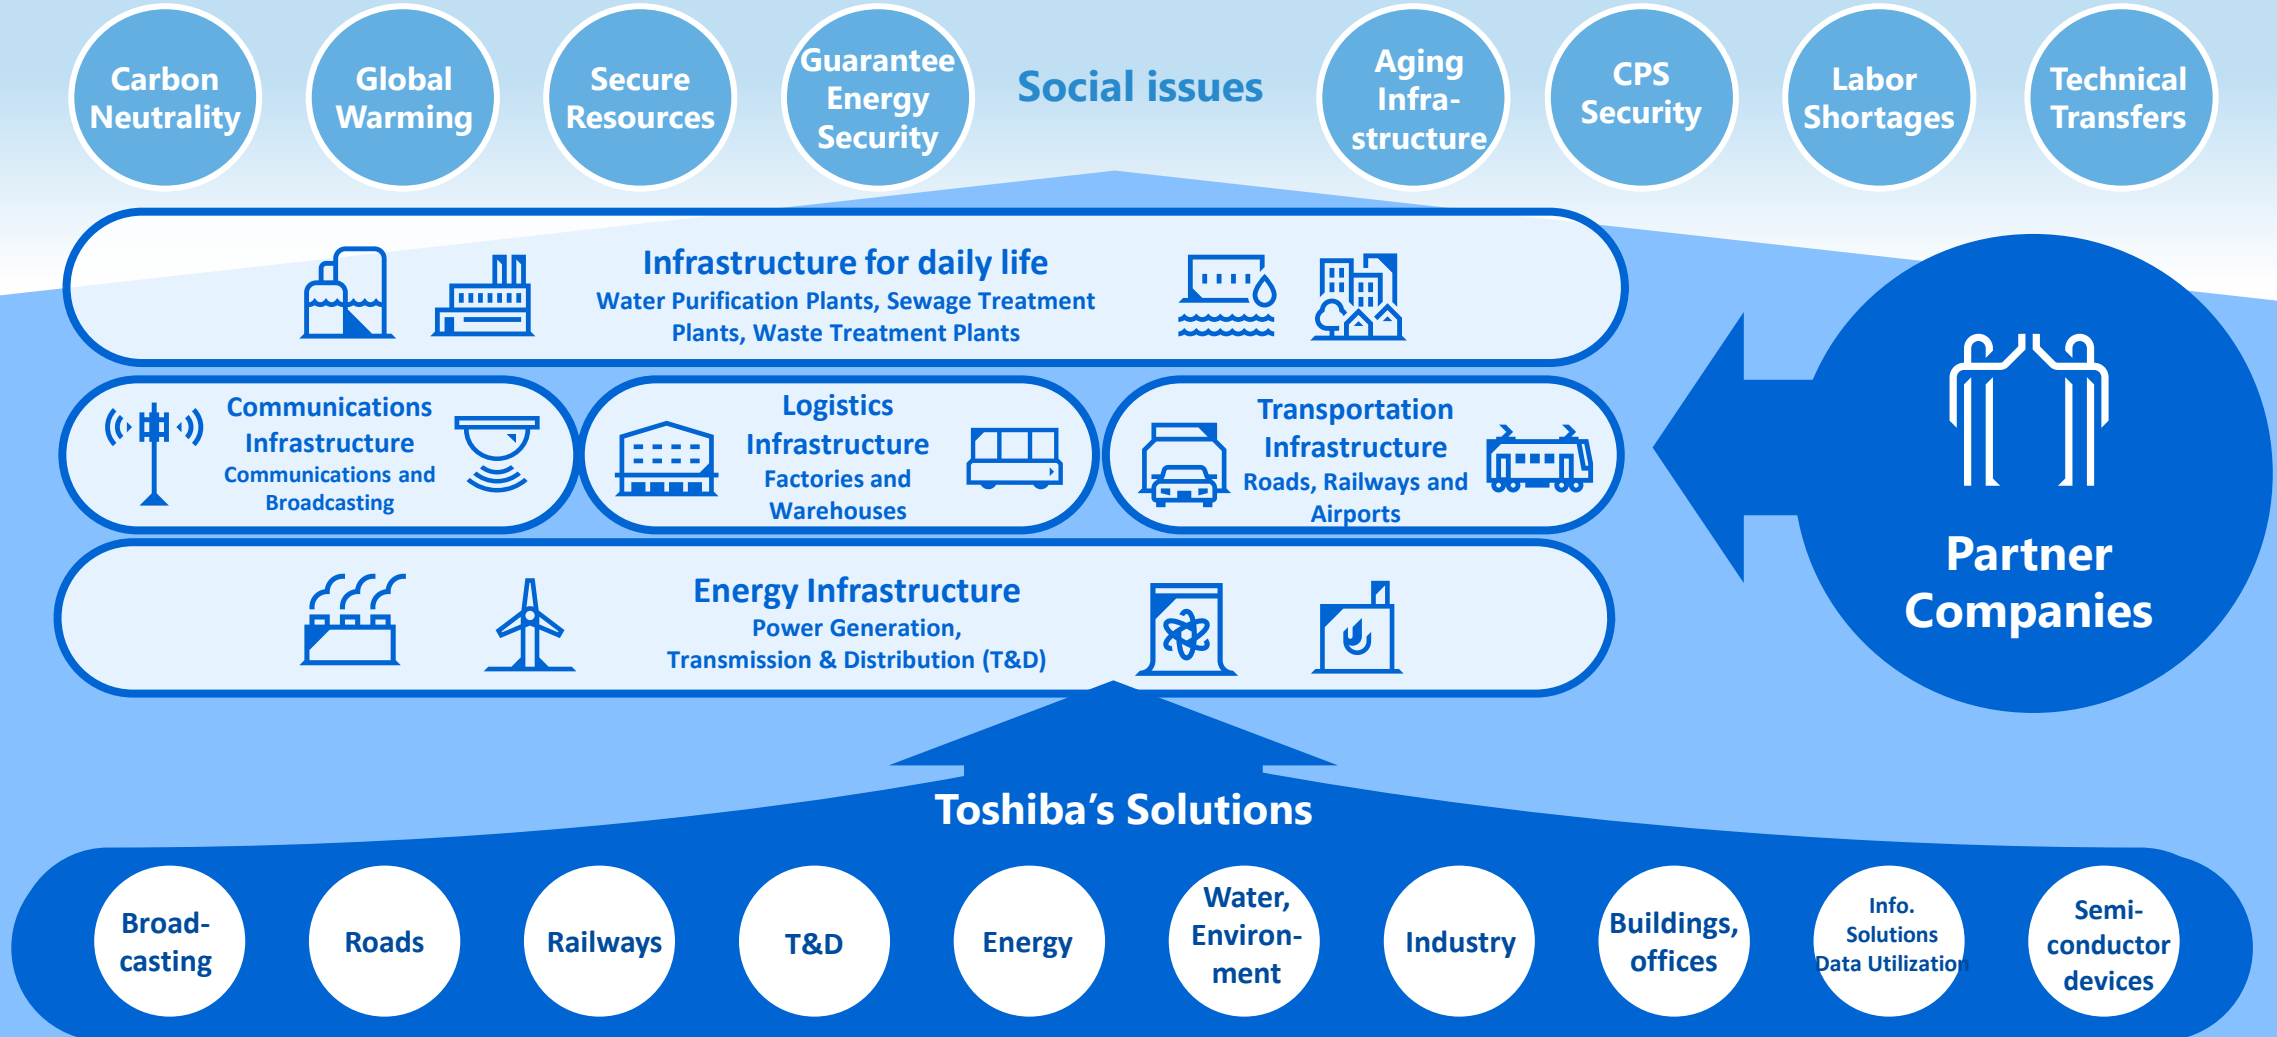 Carbon
Neutrality
Global
Warming
Secure
Resources
Guarantee
Energy
Security
Social issues
Aging
Infra-
structure
CPS
Security
Labor
Shortages
Technical
Transfers
Infrastructure for daily life
Water Purification Plants, Sewage Treatment
Plants, Waste Treatment Plants
Communications
Infrastructure
Communications and
Broadcasting
Logistics
Infrastructure
Factories and
Warehouses
Transportation
Infrastructure
Roads, Railways and
Airports
Energy Infrastructure
Power Generation,
Transmission & Distribution (T&D)
Partner
Companies
Toshiba’s Solutions
Broad-
casting
Roads
Railways
T&D
Energy
Water,
Environ-
ment
Industry
Buildings,
offices
Info.
Solutions
Data Utilization
Semi-
conductor
devices